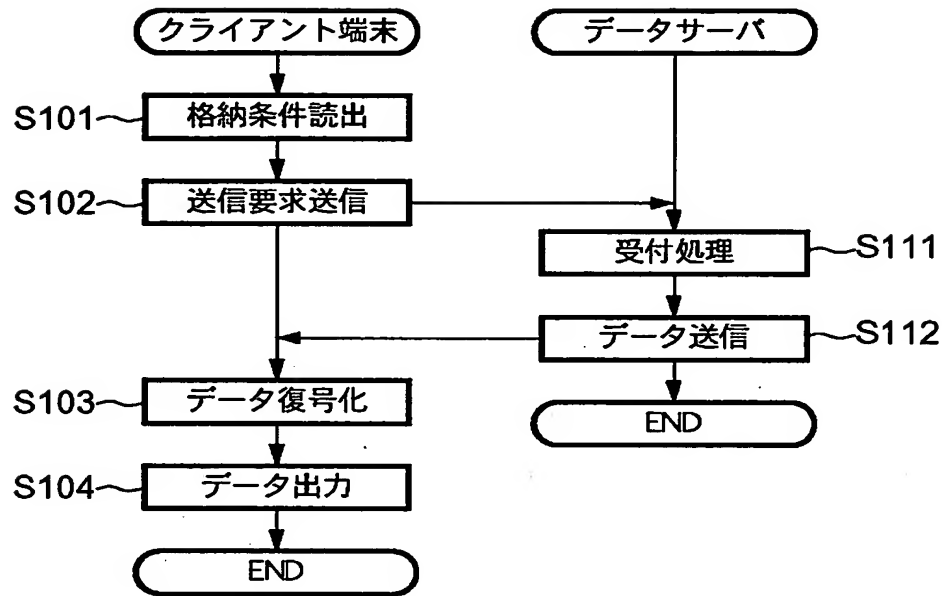 クライアント端末
データサーバ
S101
格納条件読出
S102
送信要求送信
受付処理
S111
データ送信
S112
S103
データ復号化
END
S104
データ出力
END